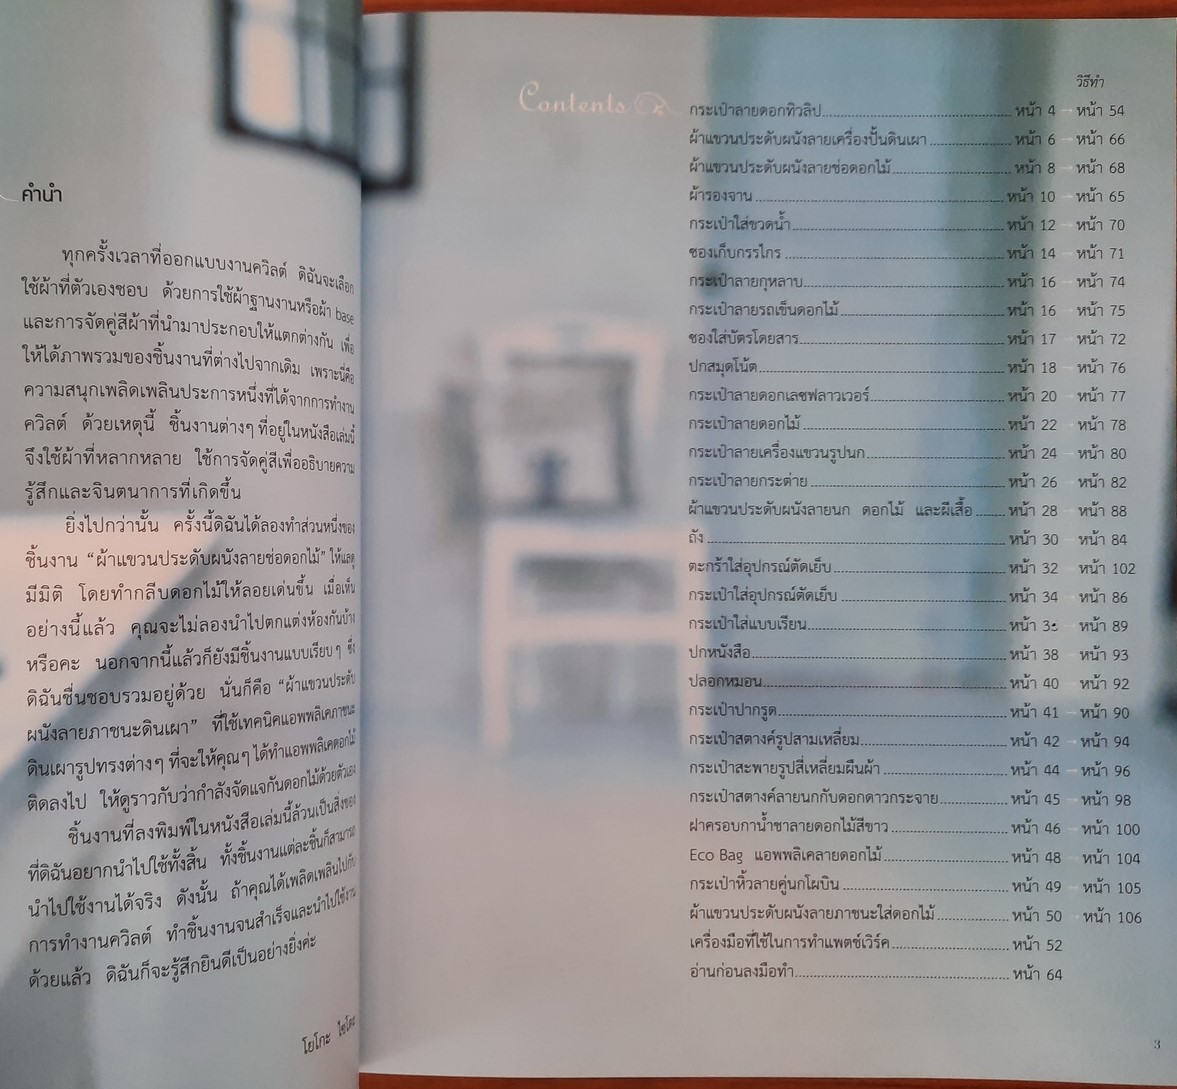 คำนำ
ทุกครั้งเวลาที่ออกแบบงานควิลต์ ดิฉันจะเลือก
ใช้ผ้าที่ตัวเองชอบ ด้วยการใช้ผ้าฐานงานหรือผ้า base
และการจัดคู่สีผ้าที่นำมาประกอบให้แตกต่างกัน เพื่อ
ให้ได้ภาพรวมของชิ้นงานที่ต่างไปจากเดิม เพราะนี่คือ
ความสนุกเพลิดเพลินประการหนึ่งที่ได้จากการทำงาน
ควิลต์ ด้วยเหตุนี้ ชิ้นงานต่างๆ ที่อยู่ในหนังสือเล่มนี้
จึงใช้ผ้าที่หลากหลาย ใช้การจัดคู่สีเพื่ออธิบายความ
รู้สึกและจินตนาการที่เกิดขึ้น
ยิ่งไปกว่านั้น ครั้งนี้ดิฉันได้ลองทำส่วนหนึ่งของ
ชิ้นงาน “ผ้าแขวนประดับผนังลายช่อดอกไม้” ให้แลดู
มีมิติ โดยทำกลีบดอกไม้ให้ลอยเด่นขึ้น เมื่อเห็น
อย่างนี้แล้ว คุณจะไม่ลองนำไปตกแต่งห้องกันบ้าง
หรือคะ นอกจากนี้แล้วก็ยังมีชิ้นงานแบบเรียบๆ ซึ่ง
ดิฉันชื่นชอบรวมอยู่ด้วย นั่นก็คือ “ผ้าแขวนประดับ
ผนังลายภาชนะดินเผา” ที่ใช้เทคนิคแอพพลิเคภาชนะ
ดินเผารูปทรงต่างๆ ที่จะให้คุณๆ ได้ทำแอพพลิเคดอกไม้
ติดลงไป ให้ดูราวกับว่ากำลังจัดแจกันดอกไม้ด้วยตัวเอง
ชิ้นงานที่ลงพิมพ์ในหนังสือเล่มนี้ล้วนเป็นสิ่งของ
ที่ดิฉันอยากนำไปใช้ทั้งสิ้น ทั้งชิ้นงานแต่ละชิ้นก็สามารถ
นำไปใช้งานได้จริง ดังนั้น ถ้าคุณได้เพลิดเพลินไปกับ
การทำงานควิลต์ ทำชิ้นงานจนสำเร็จและนำไปใช้งาน
ด้วยแล้ว ดิฉันก็จะรู้สึกยินดีเป็นอย่างยิ่งค่ะ
โยโกะ ไซโตะ
Contents
วิธีทำ
กระเป๋าลายดอกทิวลิป หน้า 4 หน้า 54
ผ้าแขวนประดับผนังลายเครื่องปั้นดินเผา หน้า 6 หน้า 66
ผ้าแขวนประดับผนังลายช่อดอกไม้ หน้า 8 หน้า 68
ผ้ารองจาน หน้า 10 หน้า 65
กระเป๋าใส่ขวดน้ำ หน้า 12 หน้า 70
ซองเก็บกรรไกร หน้า 14 หน้า 71
กระเป๋าลายกุหลาบ หน้า 16 หน้า 74
กระเป๋าลายรถเข็นดอกไม้ หน้า 16 หน้า 75
ซองใส่บัตรโดยสาร หน้า 17 หน้า 72
ปกสมุดโน้ต หน้า 18 หน้า 76
กระเป๋าลายดอกเลซฟลาวเวอร์ หน้า 20 หน้า 77
กระเป๋าลายดอกไม้ หน้า 22 หน้า 78
กระเป๋าลายเครื่องแขวนรูปนก หน้า 24 หน้า 80
กระเป๋าลายกระต่าย หน้า 26 หน้า 82
ผ้าแขวนประดับผนังลายนก ดอกไม้ และผีเสื้อ หน้า 28 หน้า 88
ถัง หน้า 30 หน้า 84
ตะกร้าใส่อุปกรณ์ตัดเย็บ หน้า 32 หน้า 102
กระเป๋าใส่อุปกรณ์ตัดเย็บ หน้า 34 หน้า 86
กระเป๋าใส่แบบเรียน หน้า หน้า 89
ปกหนังสือ หน้า 38 หน้า 93
ปลอกหมอน หน้า 40 หน้า 92
กระเป๋าปากรูด หน้า 41 หน้า 90
กระเป๋าสตางค์รูปสามเหลี่ยม หน้า 42 หน้า 94
กระเป๋าสะพายรูปสี่เหลี่ยมผืนผ้า หน้า 44 หน้า 96
กระเป๋าสตางค์ลายนกกับดอกดาวกระจาย หน้า 45 หน้า 98
ฝาครอบกาน้ำชาลายดอกไม้สีขาว หน้า 46 หน้า 100
Eco Bag แอพพลิเคลายดอกไม้ หน้า 48 หน้า 104
กระเป๋าหิ้วลายคู่นกโผบิน หน้า 49 หน้า 105
ผ้าแขวนประดับผนังลายภาชนะใส่ดอกไม้ หน้า 50 หน้า 106
เครื่องมือที่ใช้ในการทำแพตช์เวิร์ค หน้า 52
อ่านก่อนลงมือทำ หน้า 64
3